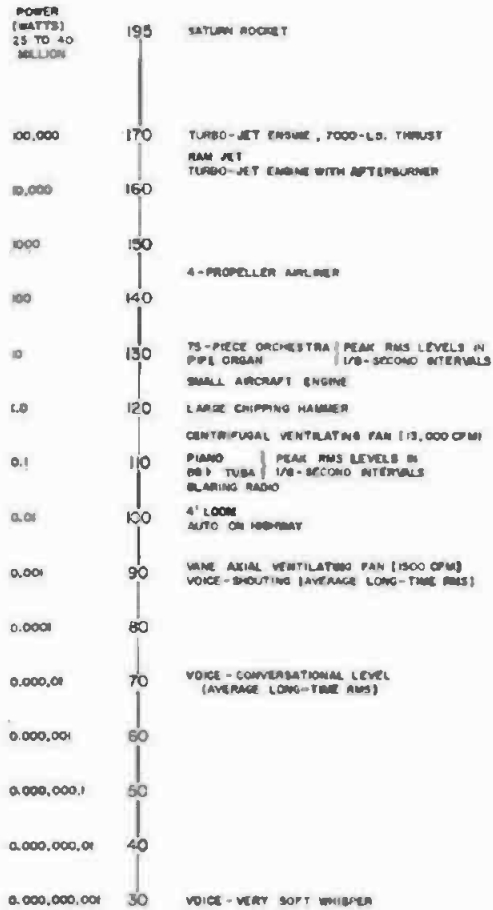 POWER
(WATTS)
25 TO 40
MILLION
195 SATURN ROCKET
100,000 170 TURBO-JET ENGINE, 7000-LB. THRUST
RAM JET
TURBO-JET ENGINE WITH AFTERBURNER
10,000 160
1000 150
4-PROPELLER AIRLINER
100 140
10 130 75-PIECE ORCHESTRA PEAK RMS LEVELS IN
PIPE ORGAN 1/8-SECOND INTERVALS
SMALL AIRCRAFT ENGINE
1.0 120 LARGE CHIPPING HAMMER
CENTRIFUGAL VENTILATING FAN (13,000 CFM)
0.1 110 PIANO PEAK RMS LEVELS IN
BB♭ TUBA 1/8-SECOND INTERVALS
BLARING RADIO
0.01 100 4' LOOM
AUTO ON HIGHWAY
0.001 90 VANE AXIAL VENTILATING FAN (1500 CFM)
VOICE-SHOUTING (AVERAGE LONG-TIME RMS)
0.0001 80
0.000,01 70 VOICE-CONVERSATIONAL LEVEL
(AVERAGE LONG-TIME RMS)
0.000,001 60
0.000,000,1 50
0.000,000,01 40
0.000,000,001 30 VOICE-VERY SOFT WHISPER